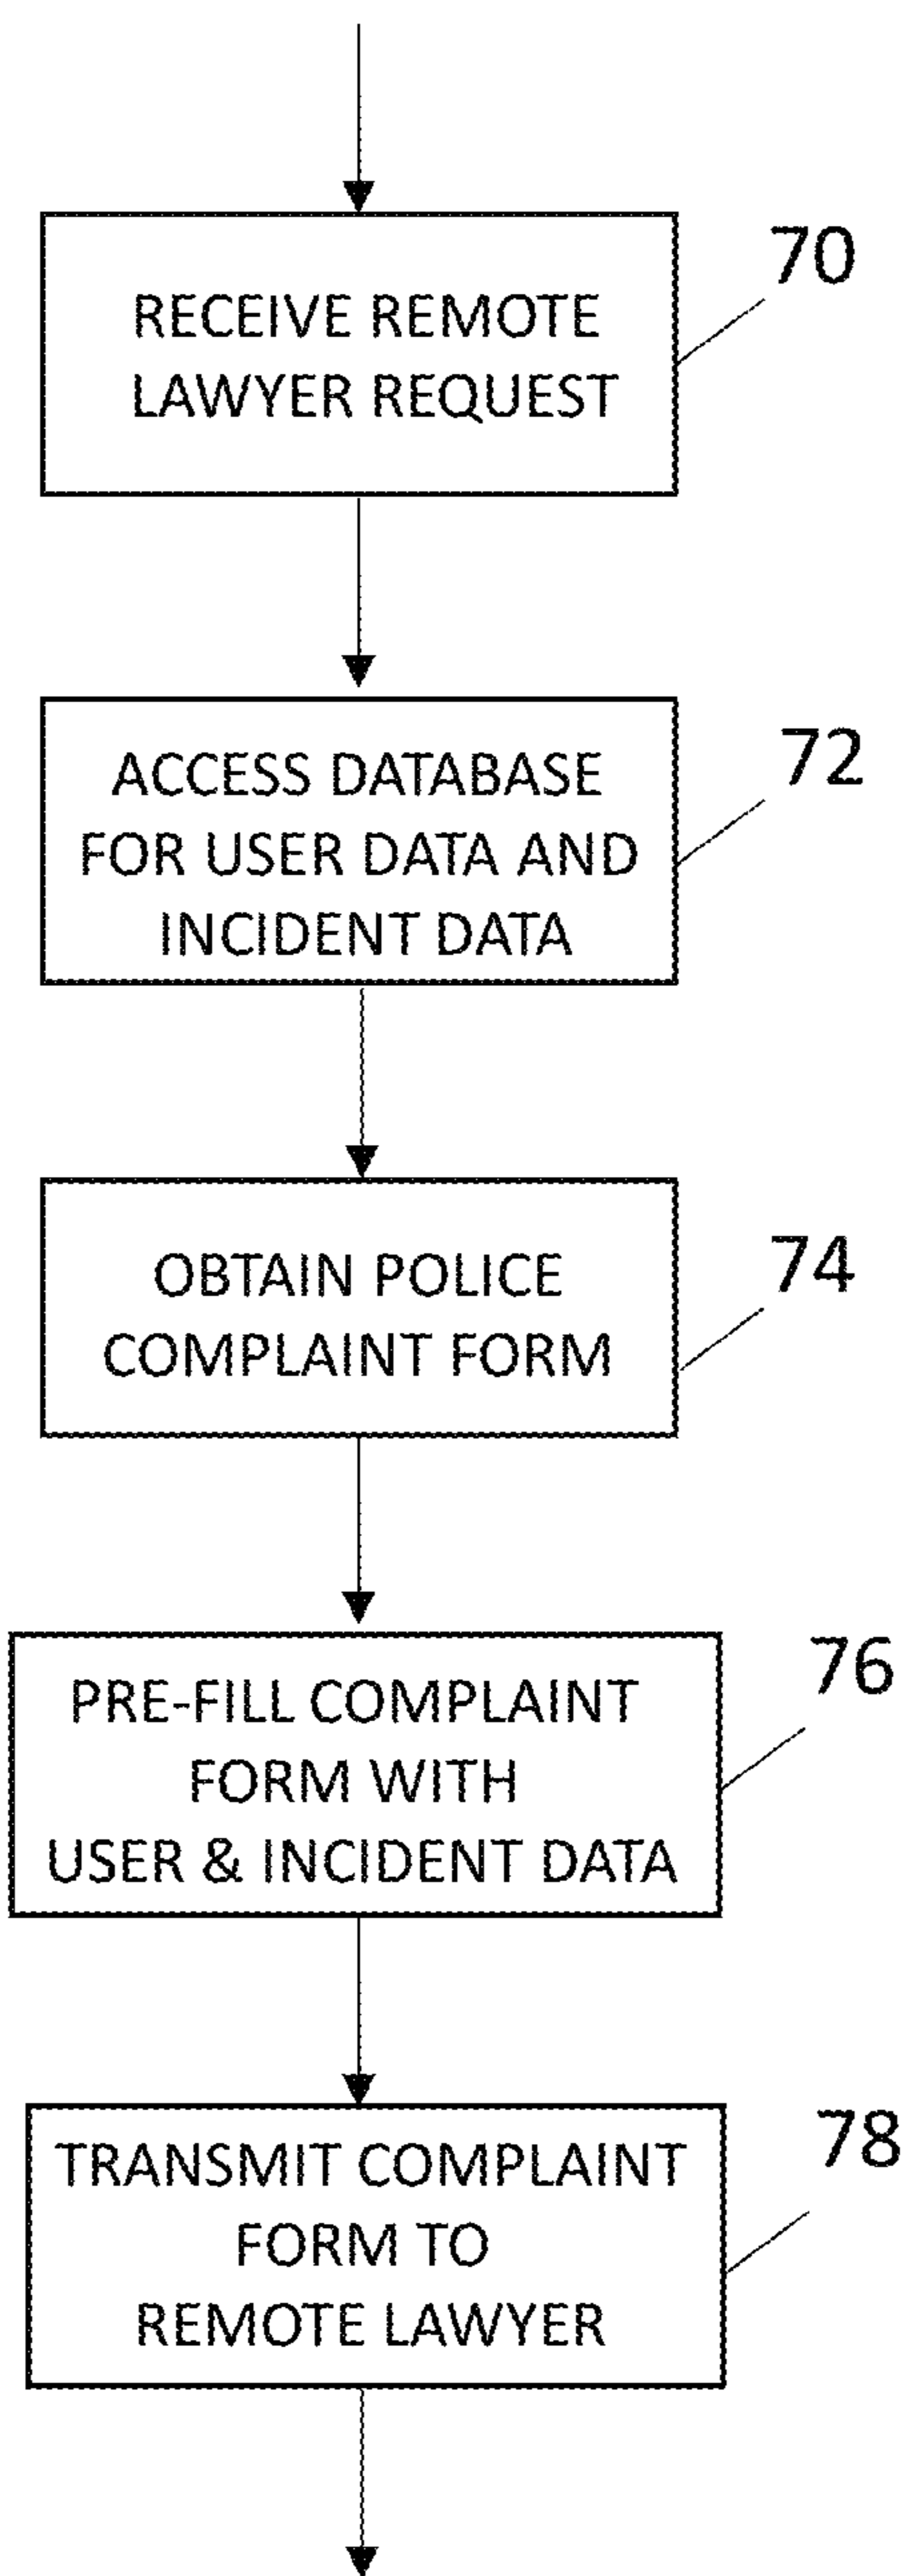 70
RECEIVE REMOTE
LAWYER REQUEST
72
ACCESS DATABASE
FOR USER DATA AND
INCIDENT DATA
74
OBTAIN POLICE
COMPLAINT FORM
76
PRE-FILL COMPLAINT
FORM WITH
USER & INCIDENT DATA
78
TRANSMIT COMPLAINT
FORM TO
REMOTE LAWYER